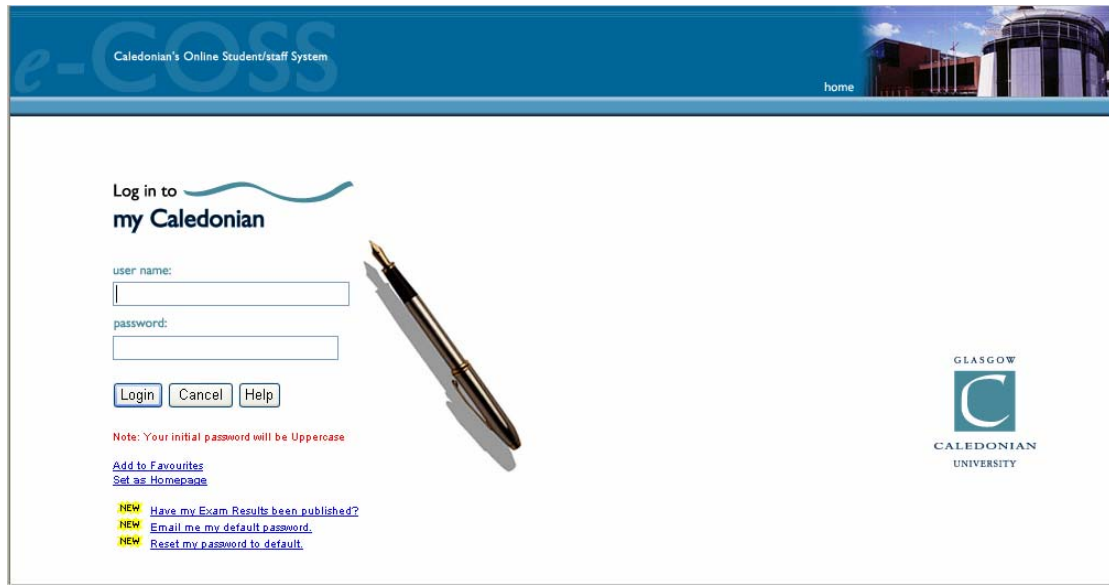 e-COSS
Caledonian's Online Student/staff System
home
Log in to
my Caledonian
user name:
password:
Login Cancel Help
Note: Your initial password will be Uppercase
Add to Favourites
Set as Homepage
NEW Have my Exam Results been published?
NEW Email me my default password.
NEW Reset my password to default.
GLASGOW
C
CALEDONIAN
UNIVERSITY